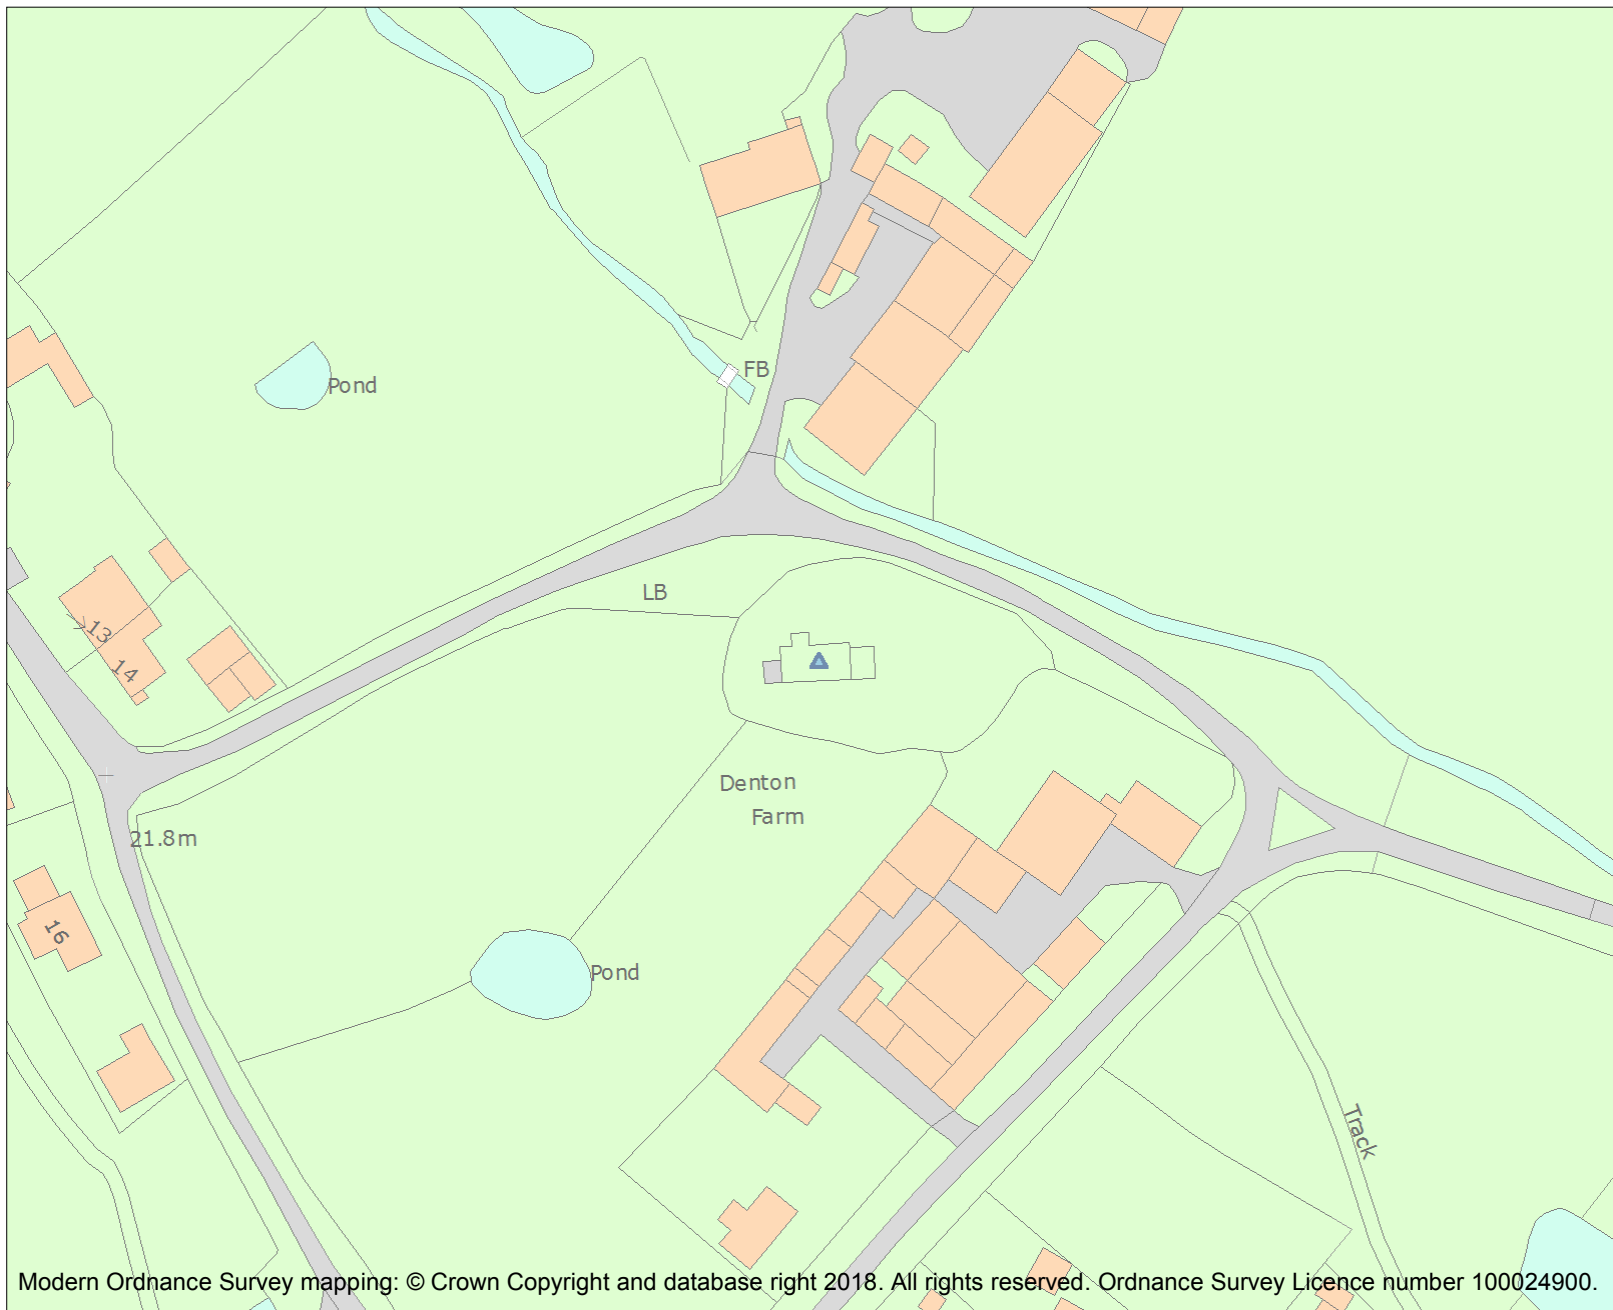 FB
Pond
LB
13
14
Denton
Farm
21.8m
16
Pond
Track
Modern Ordnance Survey mapping: © Crown Copyright and database right 2018. All rights reserved. Ordnance Survey Licence number 100024900.